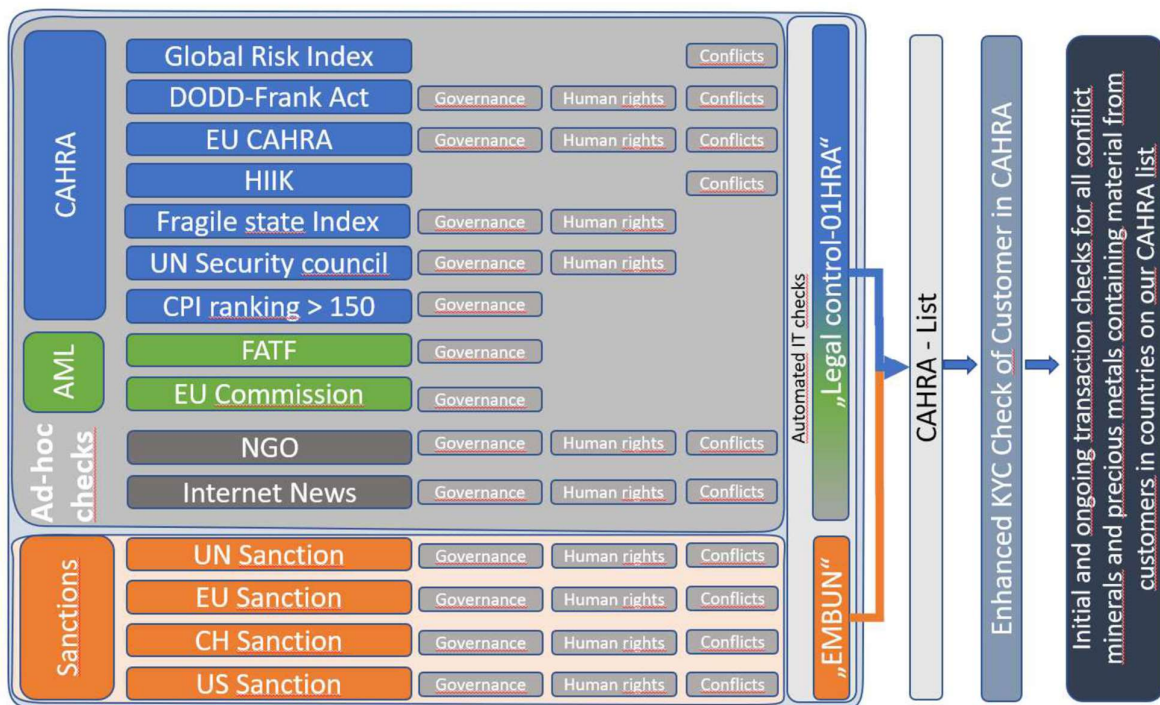 CAHRA
Global Risk Index
Conflicts
DODD-Frank Act
Governance
Human rights
Conflicts
EU CAHRA
Governance
Human rights
Conflicts
HIIK
Conflicts
Fragile state Index
Governance
Human rights
UN Security council
Governance
Human rights
CPI ranking > 150
Governance
AML
FATF
Governance
EU Commission
Governance
Ad-hoc
checks
NGO
Governance
Human rights
Conflicts
Internet News
Governance
Human rights
Conflicts
Sanctions
UN Sanction
Governance
Human rights
Conflicts
EU Sanction
Governance
Human rights
Conflicts
CH Sanction
Governance
Human rights
Conflicts
US Sanction
Governance
Human rights
Conflicts
Automated IT checks
„Legal control-01HRA“
„EMBUN“
CAHRA - List
Enhanced KYC Check of Customer in CAHRA
Initial and ongoing transaction checks for all conflict
minerals and precious metals containing material from
customers in countries on our CAHRA list